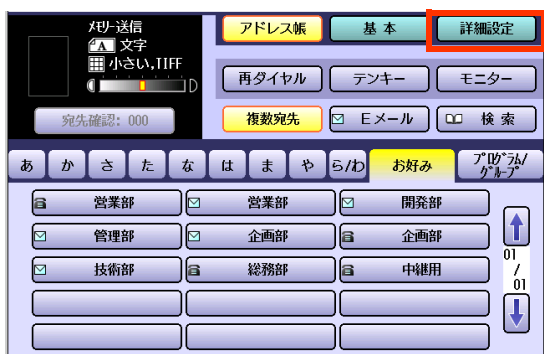 メモリー送信
A 文字
小さい,TIFF
D
宛先確認: 000
アドレス帳 基本 詳細設定
再ダイヤル テンキー モニター
複数宛先 Eメール 検索
あ か さ た な は ま や ら/わ お好み プログラム/グループ
営業部 営業部 開発部
管理部 企画部 企画部
技術部 総務部 中継用
01
/
01